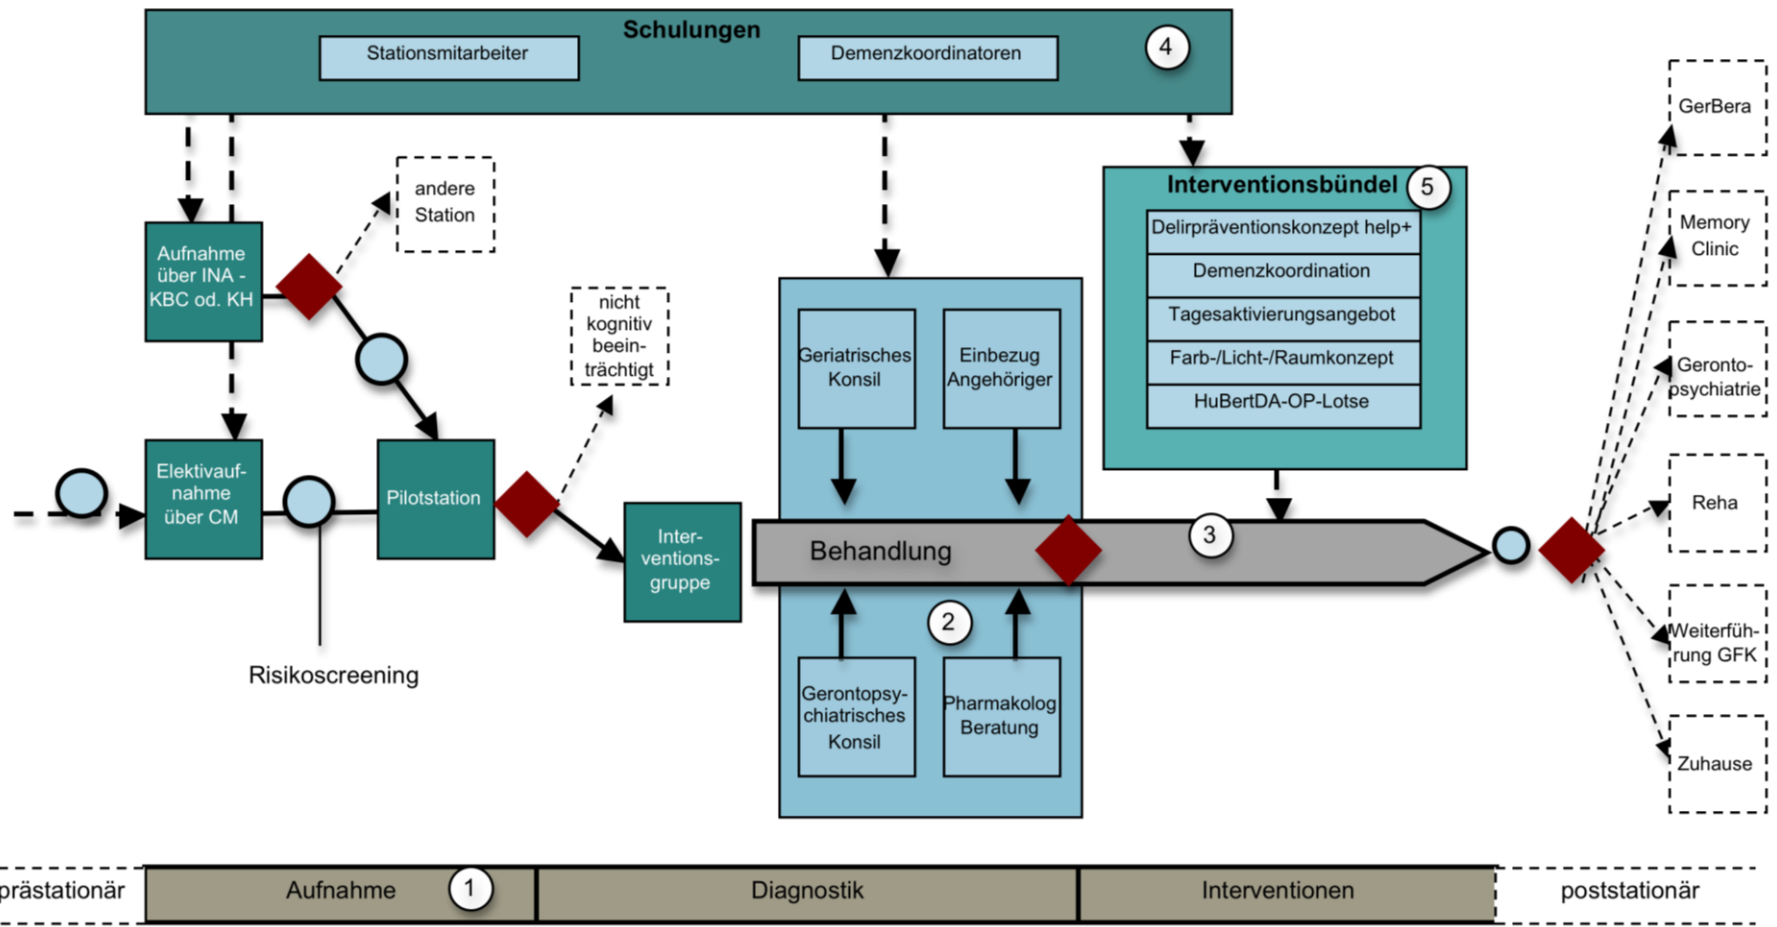 Schulungen
4
Stationsmitarbeiter
Demenzkoordinatoren
andere
Station
Aufnahme
über INA -
KBC od. KH
nicht
kognitiv
beein-
trächtigt
Elektivauf-
nahme
über CM
Pilotstation
Risikoscreening
Inter-
ventions-
gruppe
Geriatrisches
Konsil
Einbezug
Angehöriger
Behandlung
3
2
Gerontopsy-
chiatrisches
Konsil
Pharmakolog
Beratung
Interventionsbündel
5
Delirpräventionskonzept help+
Demenzkoordination
Tagesaktivierungsangebot
Farb-/Licht-/Raumkonzept
HuBertDA-OP-Lotse
GerBera
Memory
Clinic
Geronto-
psychiatrie
Reha
Weiterfüh-
rung GFK
Zuhause
prästationär
Aufnahme
1
Diagnostik
Interventionen
poststationär